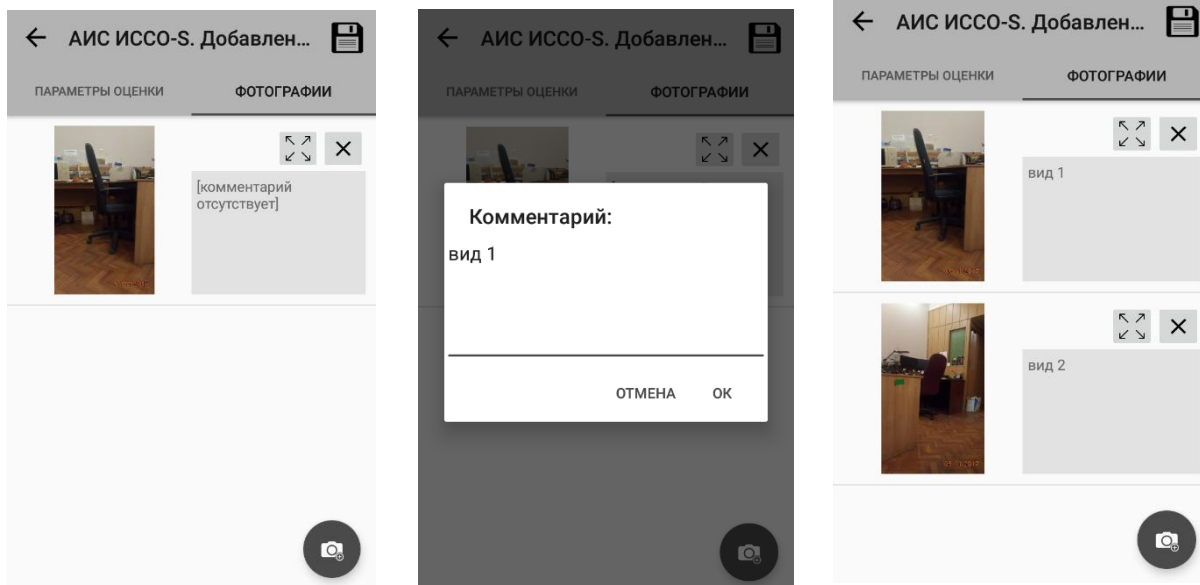 АИС ИССО-S. Добавлен...
ПАРАМЕТРЫ ОЦЕНКИ
ФОТОГРАФИИ
[комментарий
отсутствует]
АИС ИССО-S. Добавлен...
ПАРАМЕТРЫ ОЦЕНКИ
ФОТОГРАФИИ
Комментарий:
вид 1
ОТМЕНА
ОК
АИС ИССО-S. Добавлен...
ПАРАМЕТРЫ ОЦЕНКИ
ФОТОГРАФИИ
вид 1
вид 2